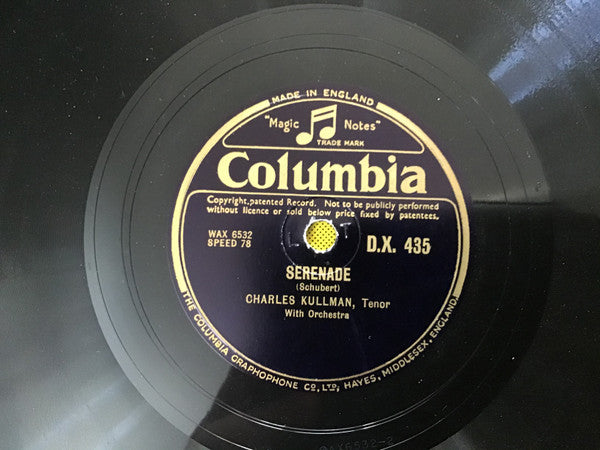 MADE IN ENGLAND
"Magic Notes"
TRADE MARK
Columbia
Copyright, patented Record. Not to be publicly performed
without licence or sold below price fixed by patentees.
WAX 6532
SPEED 78
D.X. 435
SERENADE
(Schubert)
CHARLES KULLMAN, Tenor
With Orchestra
THE COLUMBIA GRAPHOPHONE CO., LTD., HAYES, MIDDLESEX, ENGLAND.